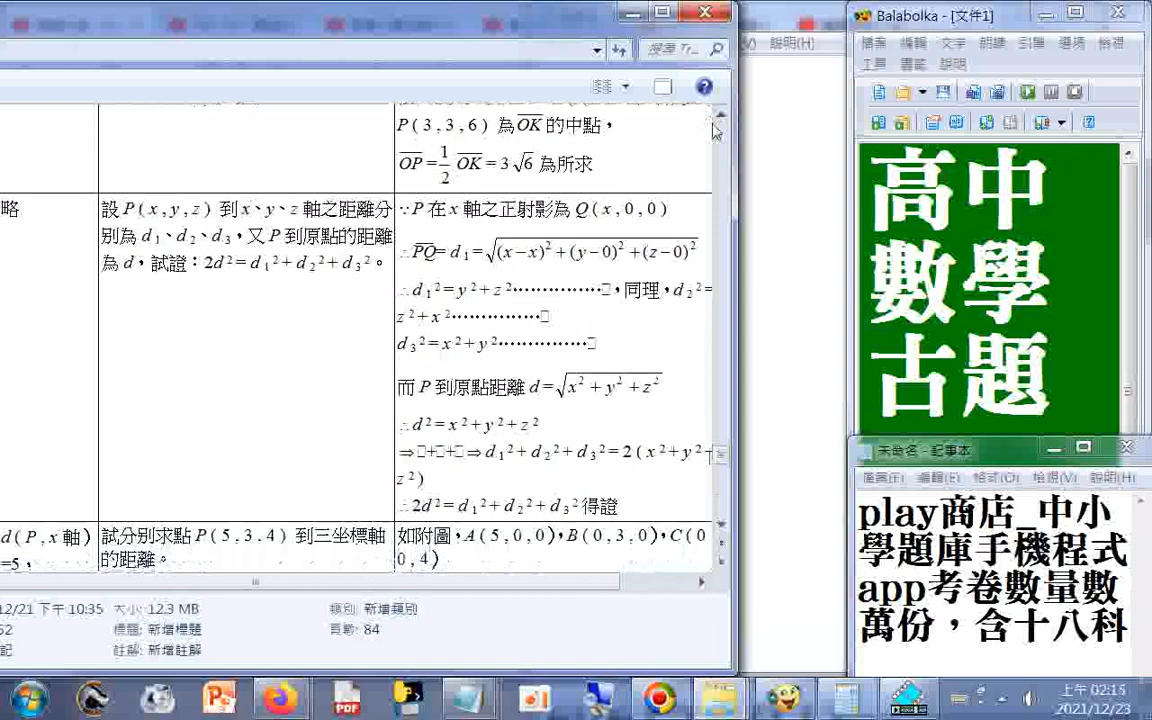 Balabolka - [文件1]
檔案 編輯 文字 朗讀 引擎 選項 檢視
工具 書籤 說明
說明(H)
P(3,3,6) 為OK的中點，
OP=1/2 OK=3√6 為所求
略
設 P(x,y,z) 到x、y、z 軸之距離分
別為 d1、d2、d3，又 P 到原點的距離
為 d，試證：2d²=d1²+d2²+d3²。
∵P 在 x 軸之正射影為 Q(x,0,0)
∴PQ=d1=√((x−x)²+(y−0)²+(z−0)²)
∴d1²=y²+z²……………□，同理，d2²=
z²+x²……………□
d3²=x²+y²……………□
而 P 到原點距離 d=√(x²+y²+z²)
∴d²=x²+y²+z²
⇒□+□+□⇒d1²+d2²+d3²=2(x²+y²+
z²)
∴2d²=d1²+d2²+d3²得證
d(P,x軸)
=5，
試分別求點 P(5,3,4) 到三坐標軸
的距離。
如附圖，A(5,0,0)，B(0,3,0)，C(0
0,4)
12/21 下午 10:35 大小: 12.3 MB 類別: 新增類別
標題: 新增標題 頁數: 84
註解: 新增註解
高中
數學
古題
未命名 - 記事本
檔案(F) 編輯(E) 格式(O) 檢視(V) 說明(H)
play商店_中小
學題庫手機程式
app考卷數量數
萬份，含十八科
上午 02:15
2021/12/23